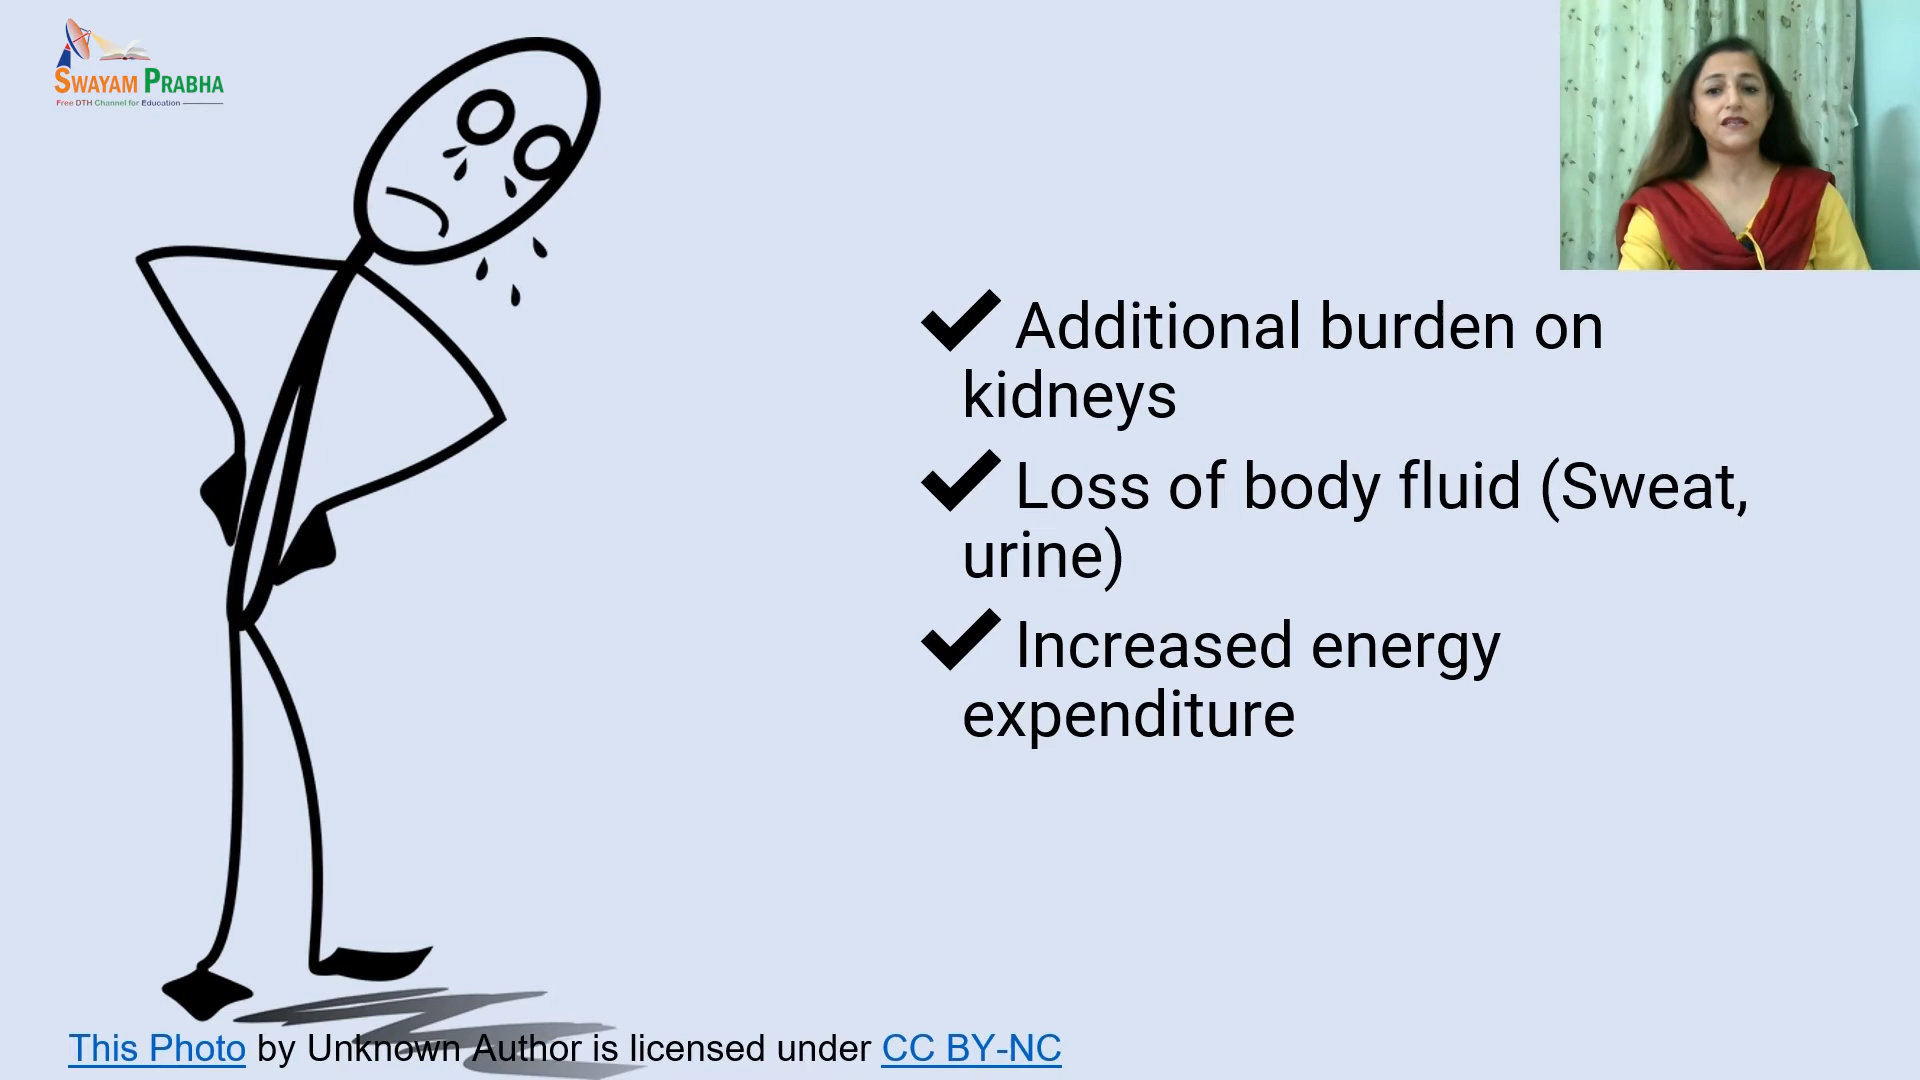 SWAYAM PRABHA
Free DTH Channel for Education
✔ Additional burden on
kidneys
✔ Loss of body fluid (Sweat,
urine)
✔ Increased energy
expenditure
This Photo by Unknown Author is licensed under CC BY-NC